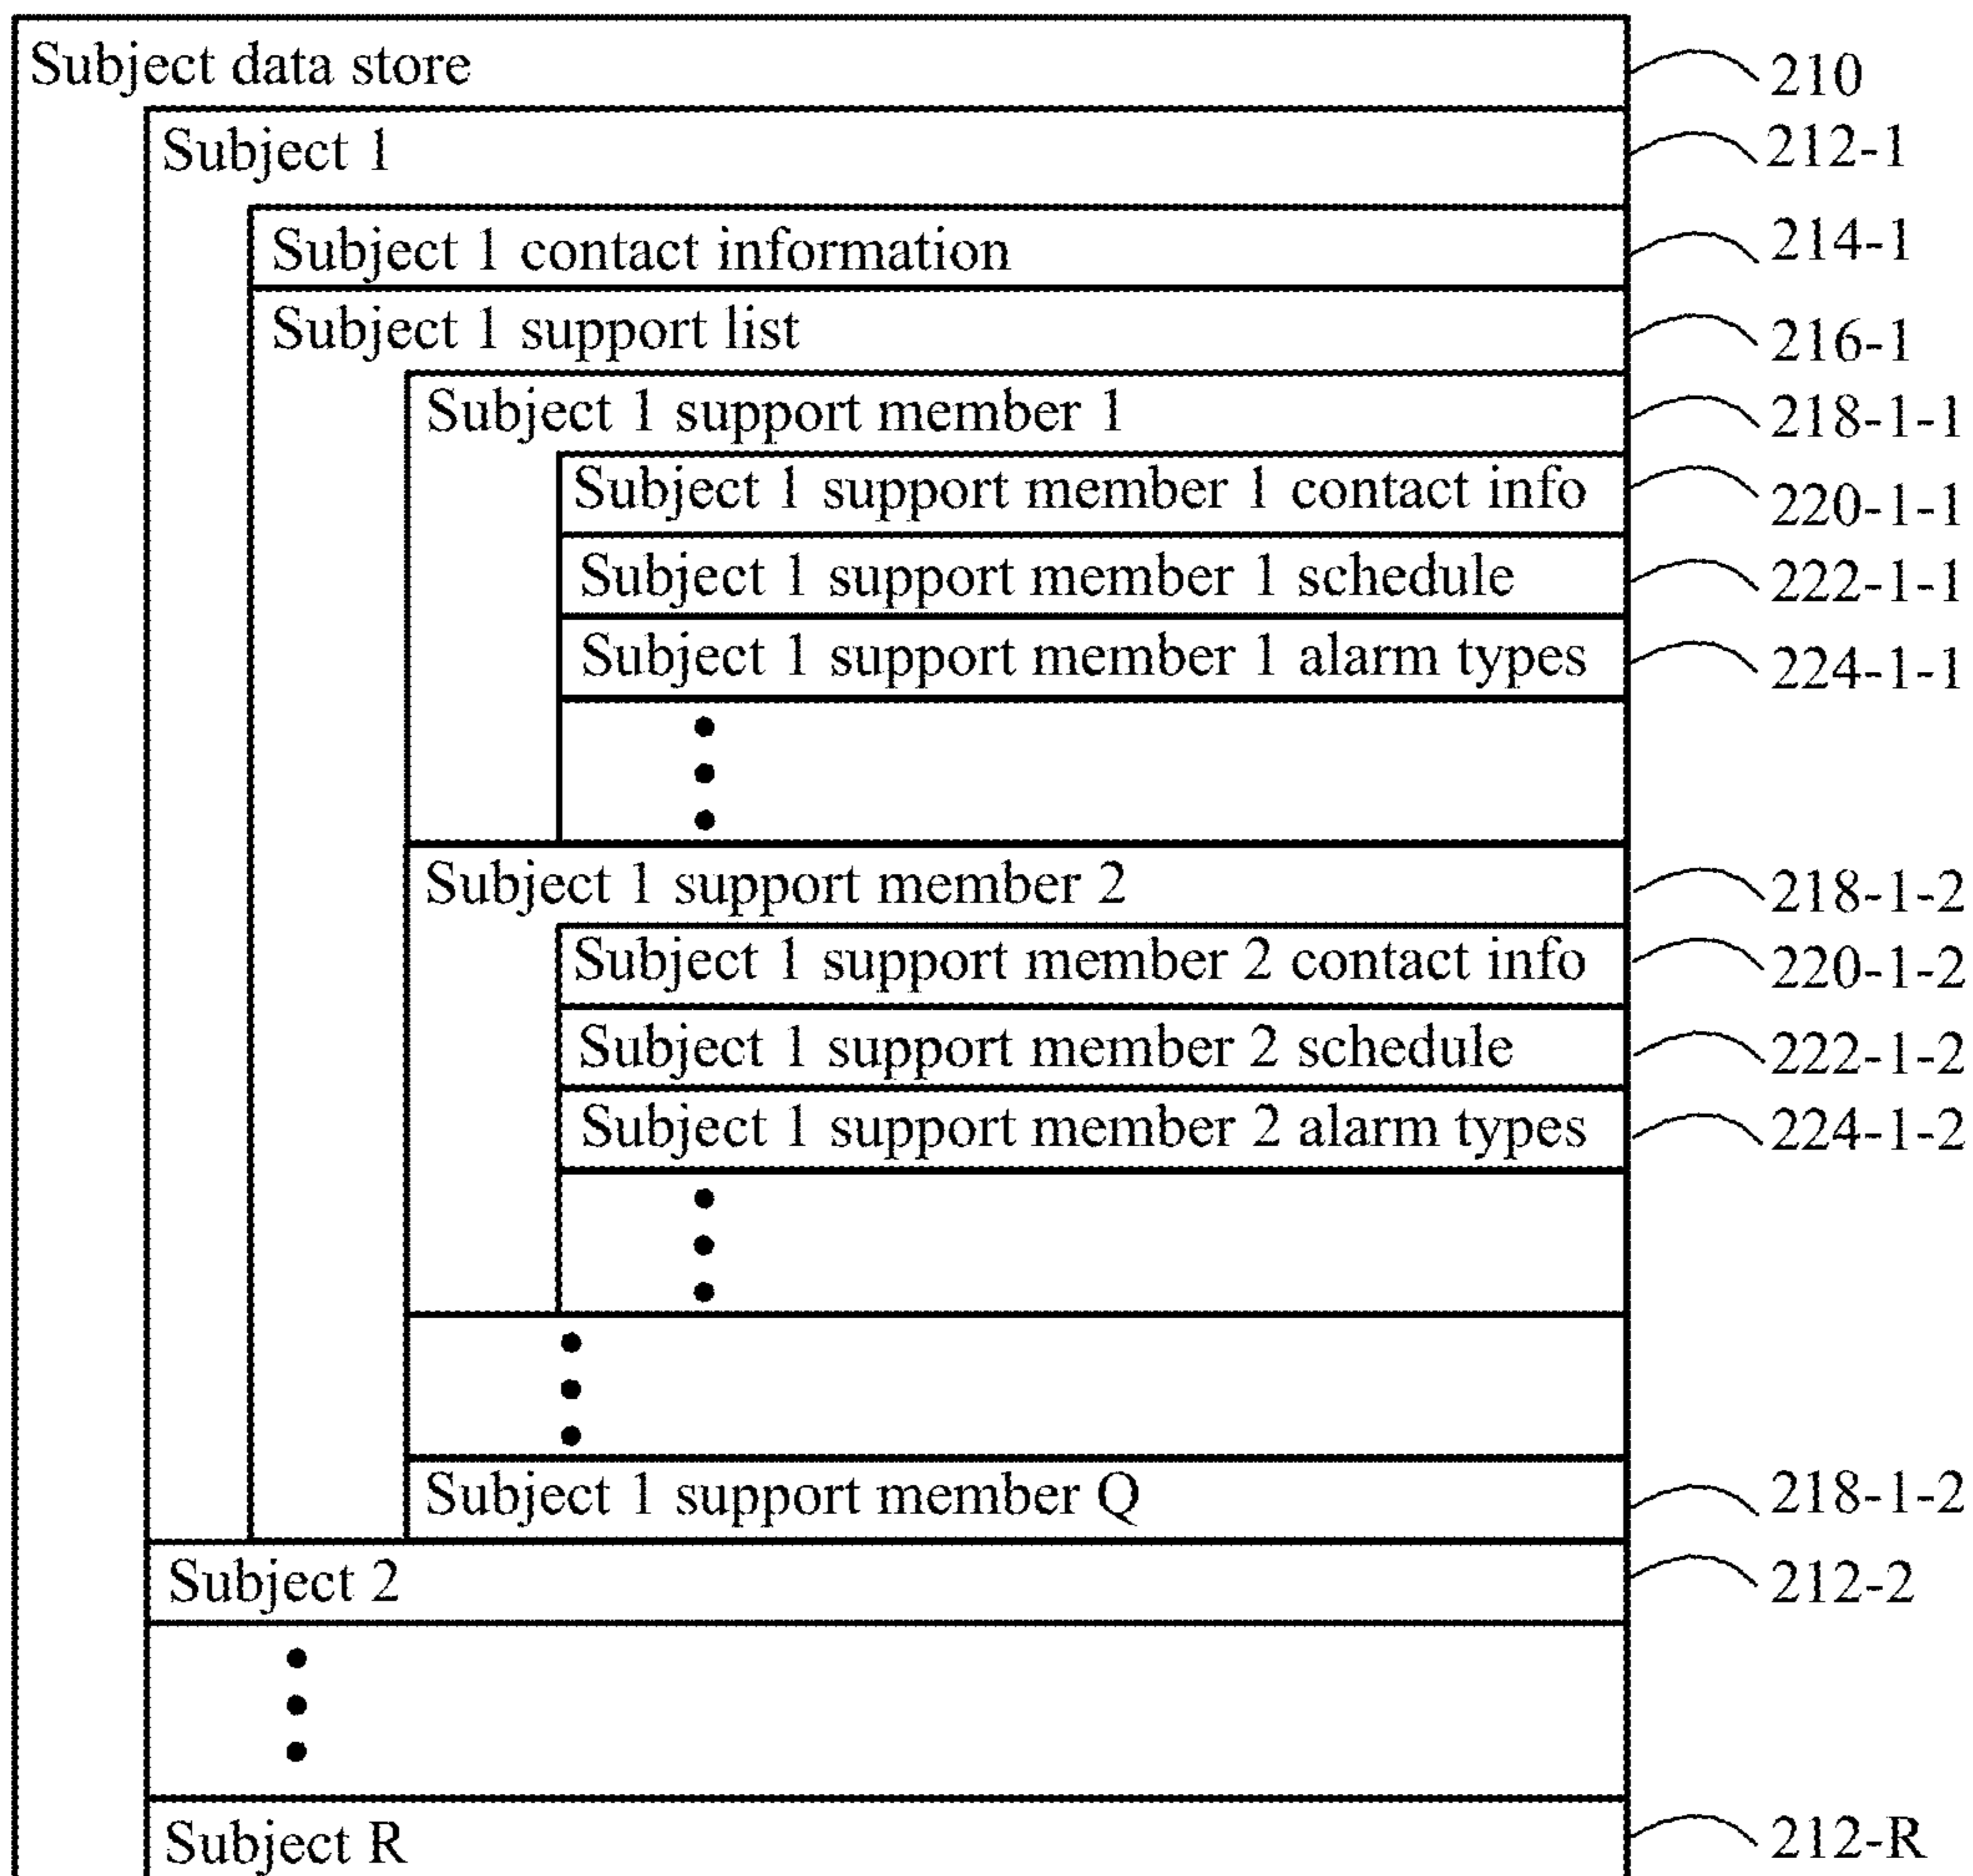 Subject data store 210
Subject 1 212-1
Subject 1 contact information 214-1
Subject 1 support list 216-1
Subject 1 support member 1 218-1-1
Subject 1 support member 1 contact info 220-1-1
Subject 1 support member 1 schedule 222-1-1
Subject 1 support member 1 alarm types 224-1-1
Subject 1 support member 2 218-1-2
Subject 1 support member 2 contact info 220-1-2
Subject 1 support member 2 schedule 222-1-2
Subject 1 support member 2 alarm types 224-1-2
Subject 1 support member Q 218-1-2
Subject 2 212-2
Subject R 212-R